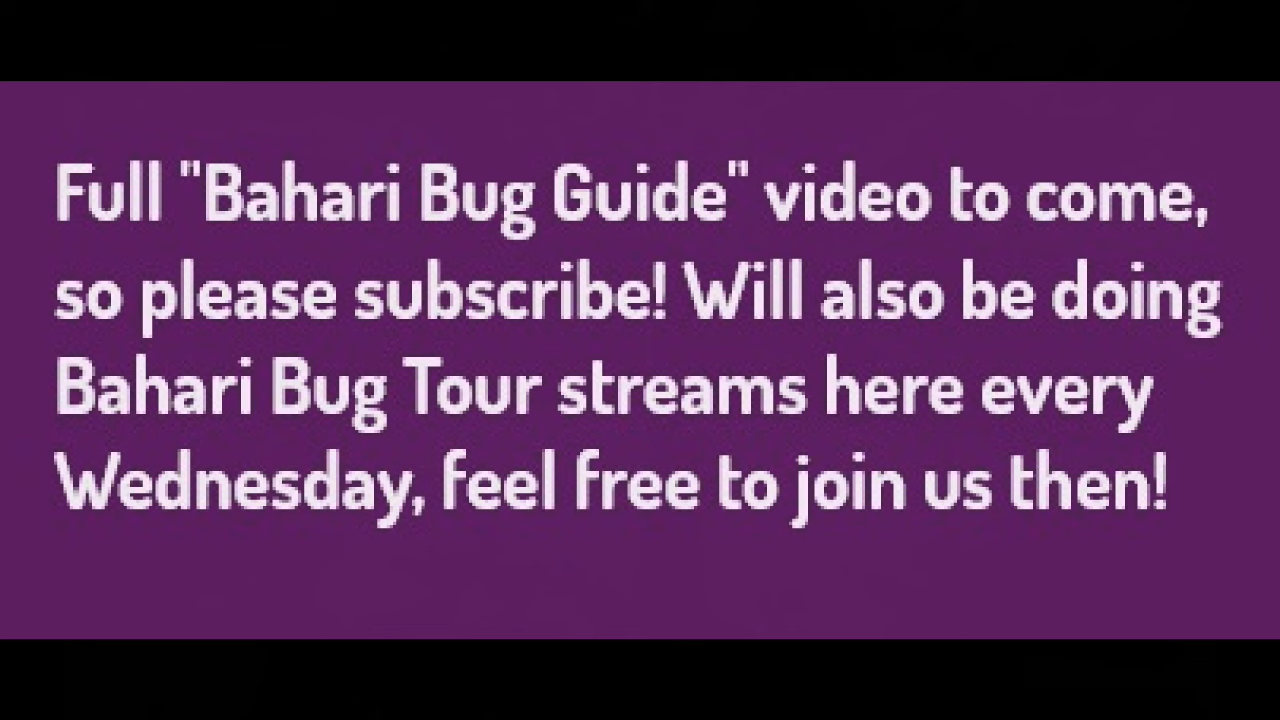 Full "Bahari Bug Guide" video to come,
so please subscribe! Will also be doing
Bahari Bug Tour streams here every
Wednesday, feel free to join us then!